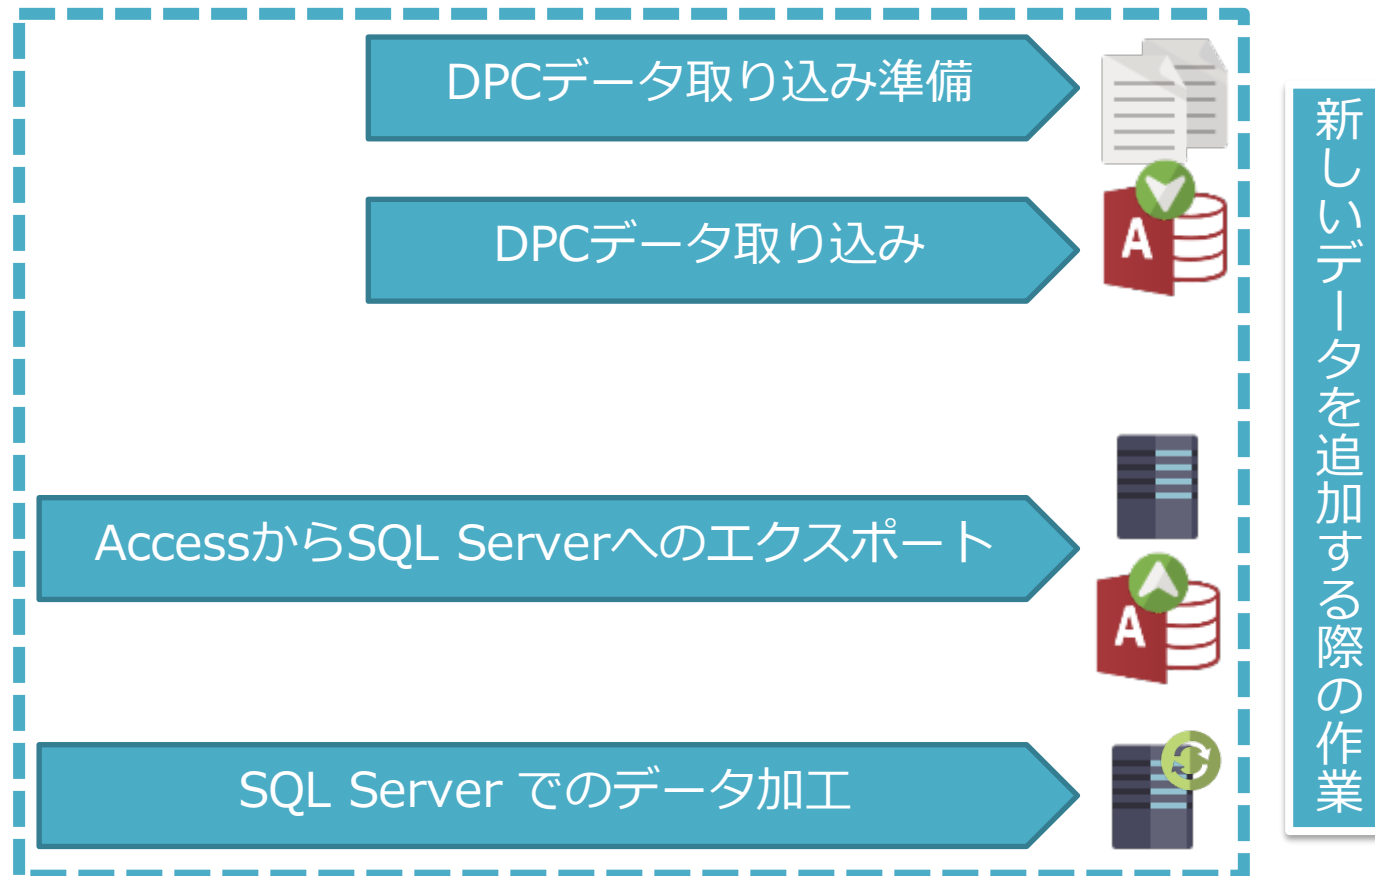 DPCデータ取り込み準備
DPCデータ取り込み
AccessからSQL Serverへのエクスポート
SQL Server でのデータ加工
新しいデータを追加する際の作業
A
A